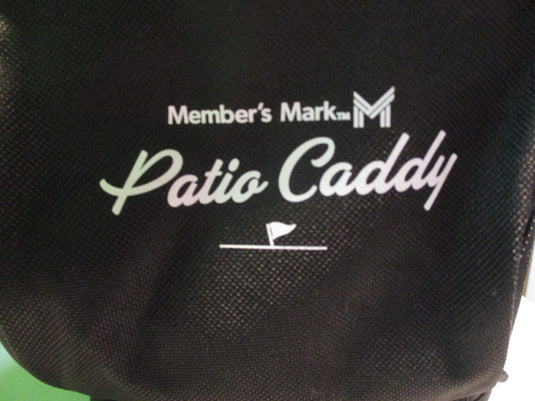 Member's Mark™ M
Patio Caddy